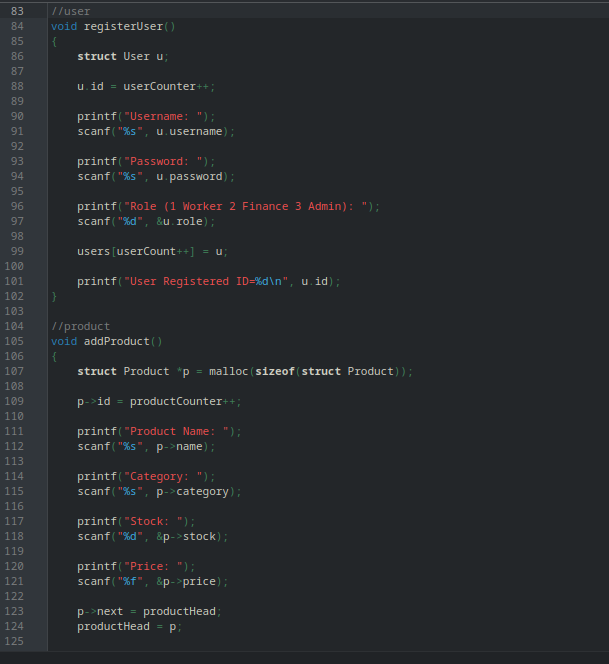 83 //user
84 void registerUser()
85 {
86     struct User u;
87
88     u.id = userCounter++;
89
90     printf("Username: ");
91     scanf("%s", u.username);
92
93     printf("Password: ");
94     scanf("%s", u.password);
95
96     printf("Role (1 Worker 2 Finance 3 Admin): ");
97     scanf("%d", &u.role);
98
99     users[userCount++] = u;
100
101     printf("User Registered ID=%d\n", u.id);
102 }
103
104 //product
105 void addProduct()
106 {
107     struct Product *p = malloc(sizeof(struct Product));
108
109     p->id = productCounter++;
110
111     printf("Product Name: ");
112     scanf("%s", p->name);
113
114     printf("Category: ");
115     scanf("%s", p->category);
116
117     printf("Stock: ");
118     scanf("%d", &p->stock);
119
120     printf("Price: ");
121     scanf("%f", &p->price);
122
123     p->next = productHead;
124     productHead = p;
125